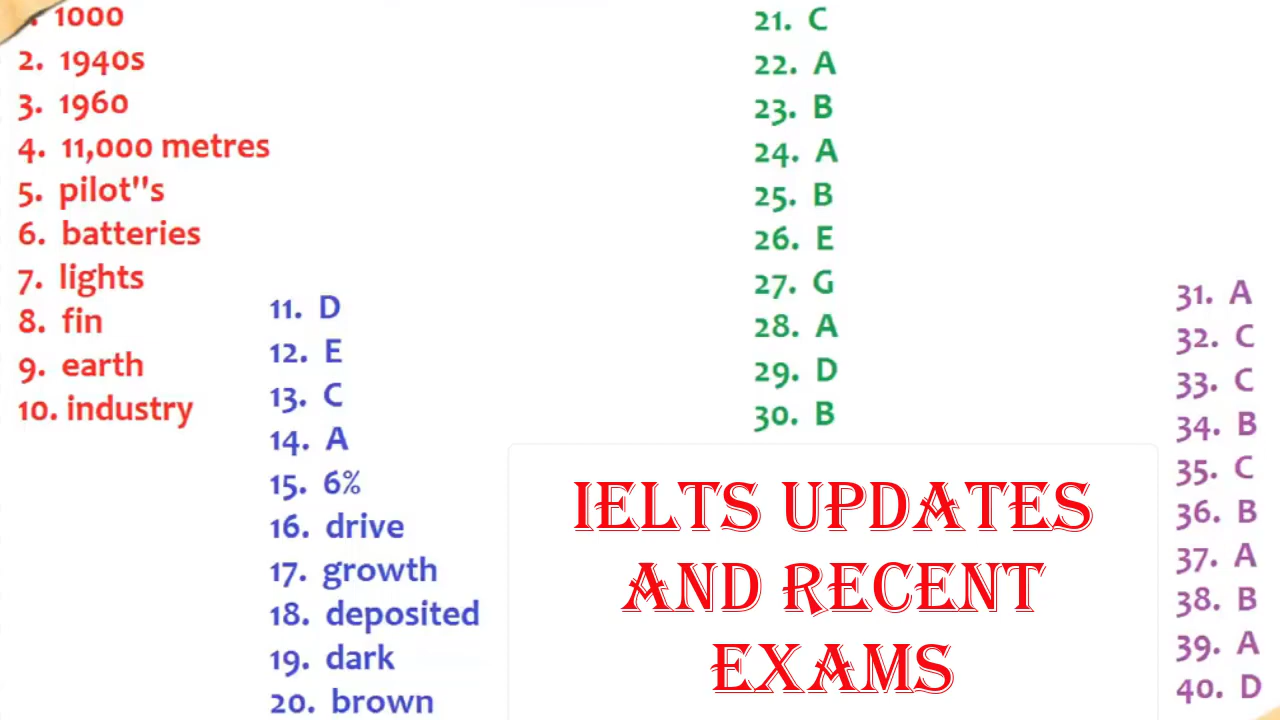 . 1000
2. 1940s
3. 1960
4. 11,000 metres
5. pilot"s
6. batteries
7. lights
8. fin
9. earth
10. industry
11. D
12. E
13. C
14. A
15. 6%
16. drive
17. growth
18. deposited
19. dark
20. brown
21. C
22. A
23. B
24. A
25. B
26. E
27. G
28. A
29. D
30. B
31. A
32. C
33. C
34. B
35. C
36. B
37. A
38. B
39. A
40. D
IELTS UPDATES
AND RECENT
EXAMS